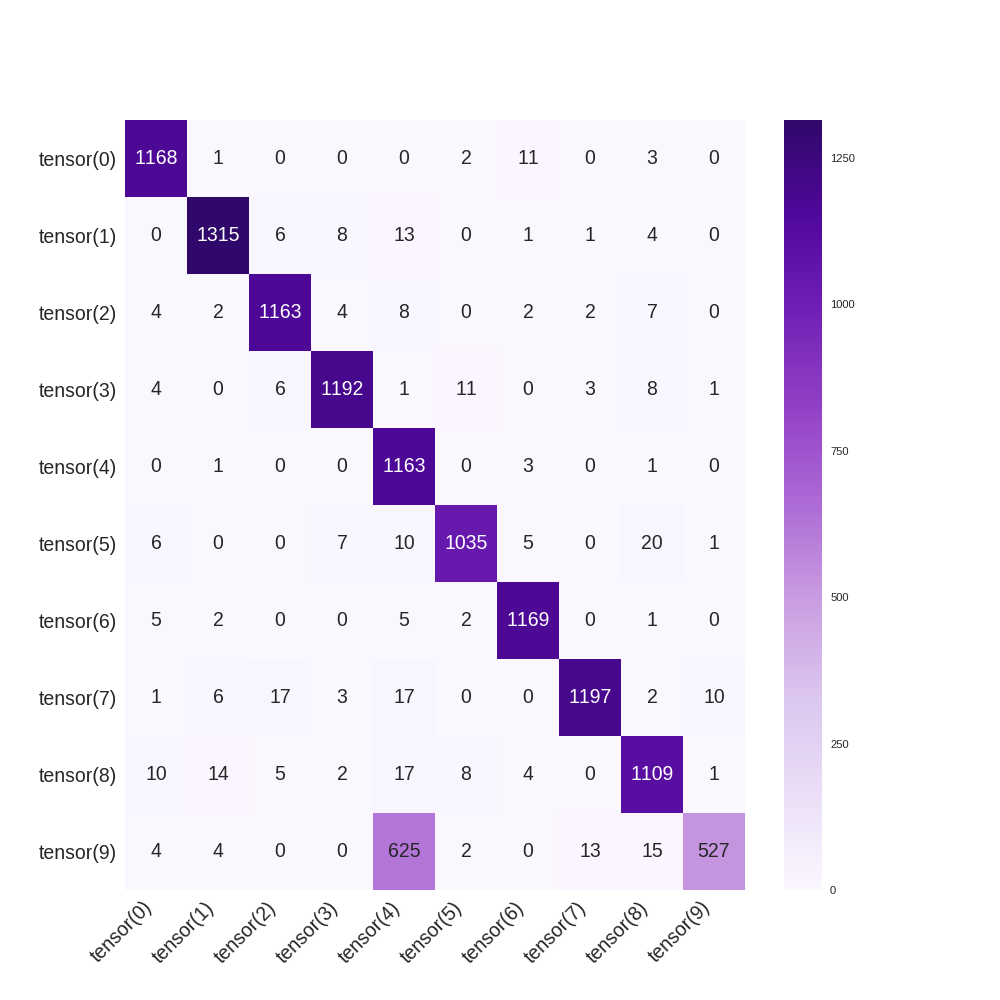 tensor(0) 1168 1 0 0 0 2 11 0 3 0
tensor(1) 0 1315 6 8 13 0 1 1 4 0
tensor(2) 4 2 1163 4 8 0 2 2 7 0
tensor(3) 4 0 6 1192 1 11 0 3 8 1
tensor(4) 0 1 0 0 1163 0 3 0 1 0
tensor(5) 6 0 0 7 10 1035 5 0 20 1
tensor(6) 5 2 0 0 5 2 1169 0 1 0
tensor(7) 1 6 17 3 17 0 0 1197 2 10
tensor(8) 10 14 5 2 17 8 4 0 1109 1
tensor(9) 4 4 0 0 625 2 0 13 15 527
tensor(0) tensor(1) tensor(2) tensor(3) tensor(4) tensor(5) tensor(6) tensor(7) tensor(8) tensor(9)
1250
1000
750
500
250
0